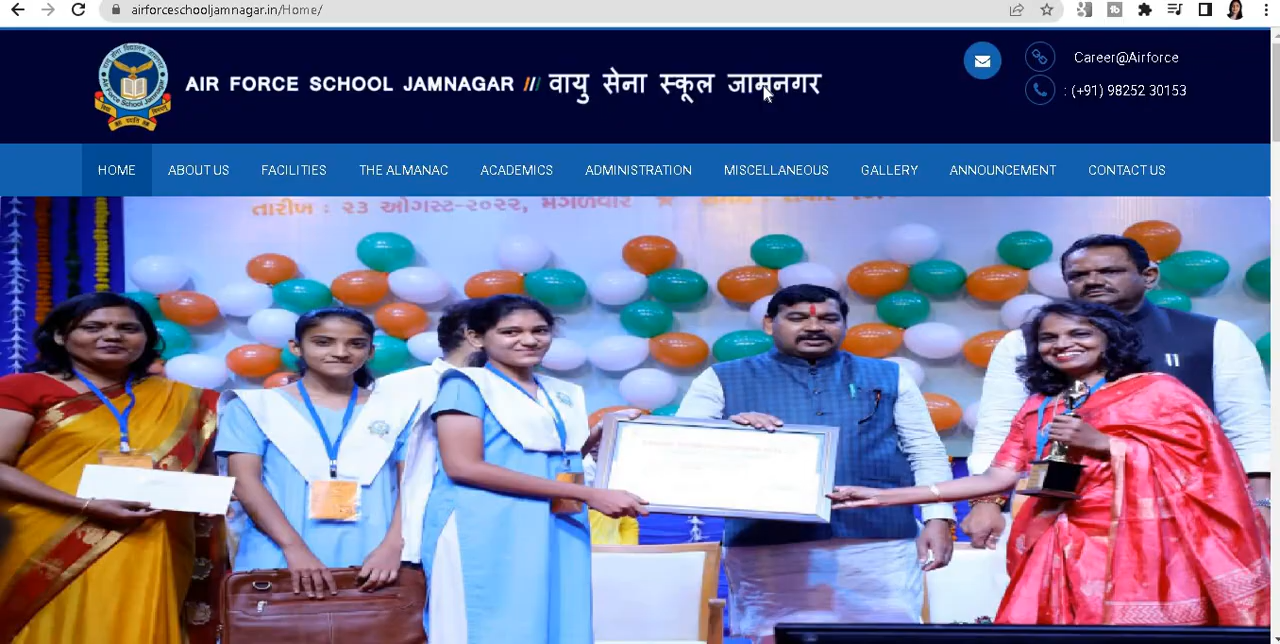 airforceschooljamnagar.in/Home/
AIR FORCE SCHOOL JAMNAGAR // वायु सेना स्कूल जामनगर
Career@Airforce
: (+91) 98252 30153
HOME ABOUT US FACILITIES THE ALMANAC ACADEMICS ADMINISTRATION MISCELLANEOUS GALLERY ANNOUNCEMENT CONTACT US
તારીખ : ૨૩ ઓગસ્ટ-૨૦૨૨, મંગળવાર